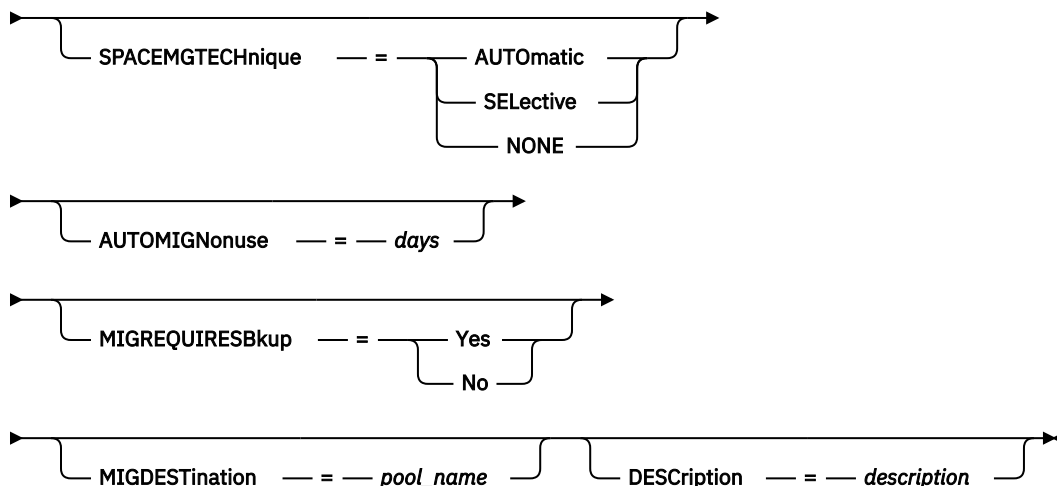 SPACEMGTECHnique = AUTOmatic
SELective
NONE
AUTOMIGNonuse = days
MIGREQUIRESBkup = Yes
No
MIGDESTination = pool_name DESCription = description